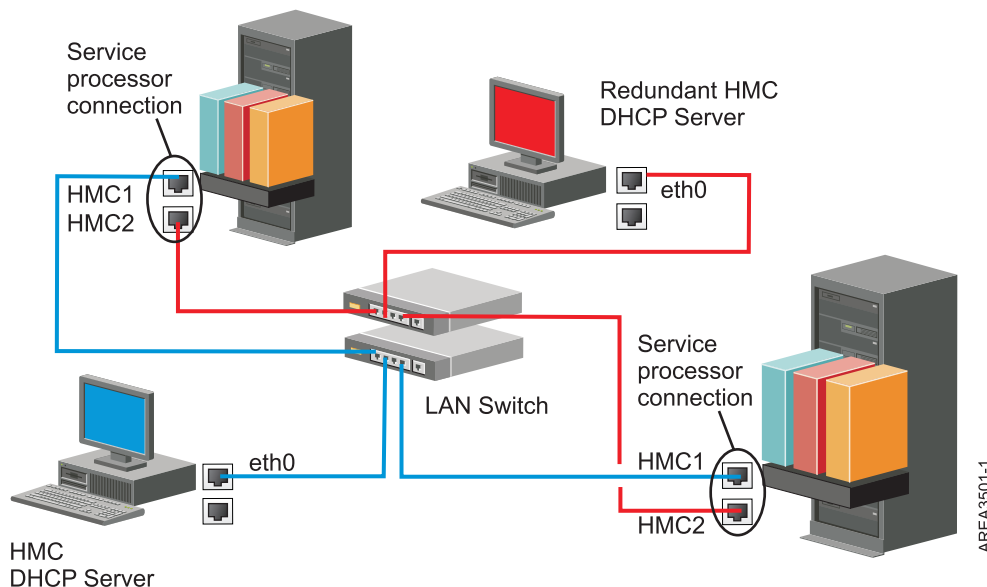 Service
processor
connection
HMC1
HMC2
Redundant HMC
DHCP Server
eth0
LAN Switch
Service
processor
connection
HMC1
HMC2
eth0
HMC
DHCP Server
AREA3501-1